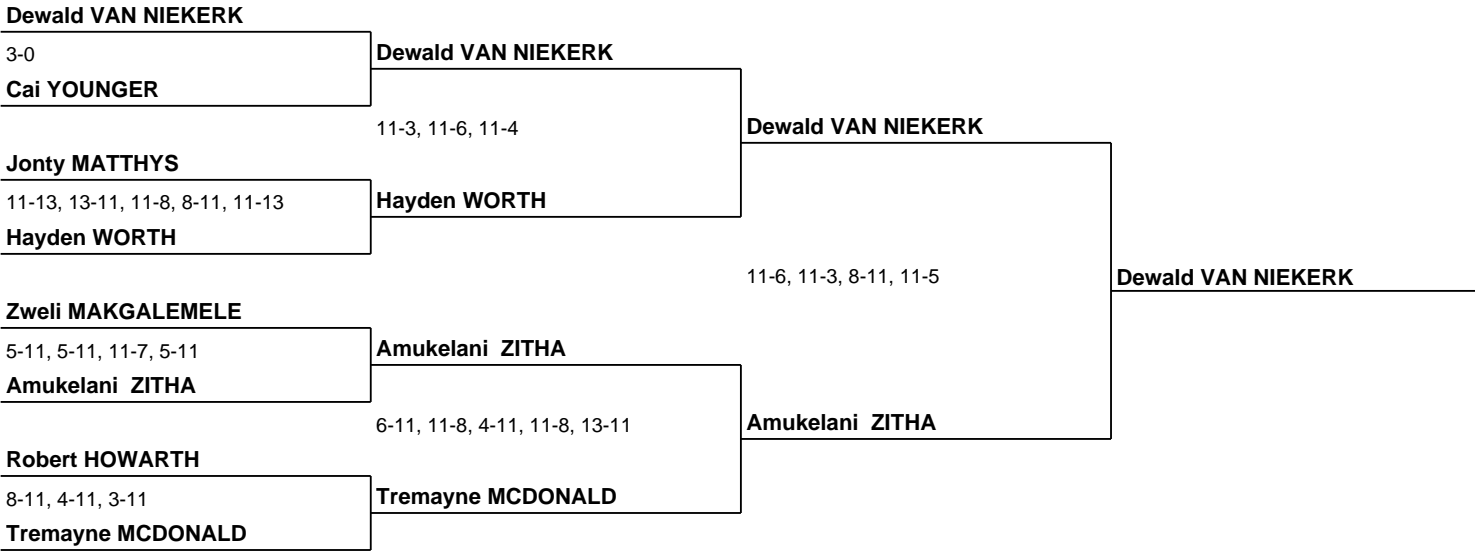 Dewald VAN NIEKERK
3-0
Cai YOUNGER
Jonty MATTHYS
11-13, 13-11, 11-8, 8-11, 11-13
Hayden WORTH
Zweli MAKGALEMELE
5-11, 5-11, 11-7, 5-11
Amukelani  ZITHA
Robert HOWARTH
8-11, 4-11, 3-11
Tremayne MCDONALD
Dewald VAN NIEKERK
11-3, 11-6, 11-4
Hayden WORTH
Amukelani  ZITHA
6-11, 11-8, 4-11, 11-8, 13-11
Tremayne MCDONALD
Dewald VAN NIEKERK
11-6, 11-3, 8-11, 11-5
Amukelani  ZITHA
Dewald VAN NIEKERK